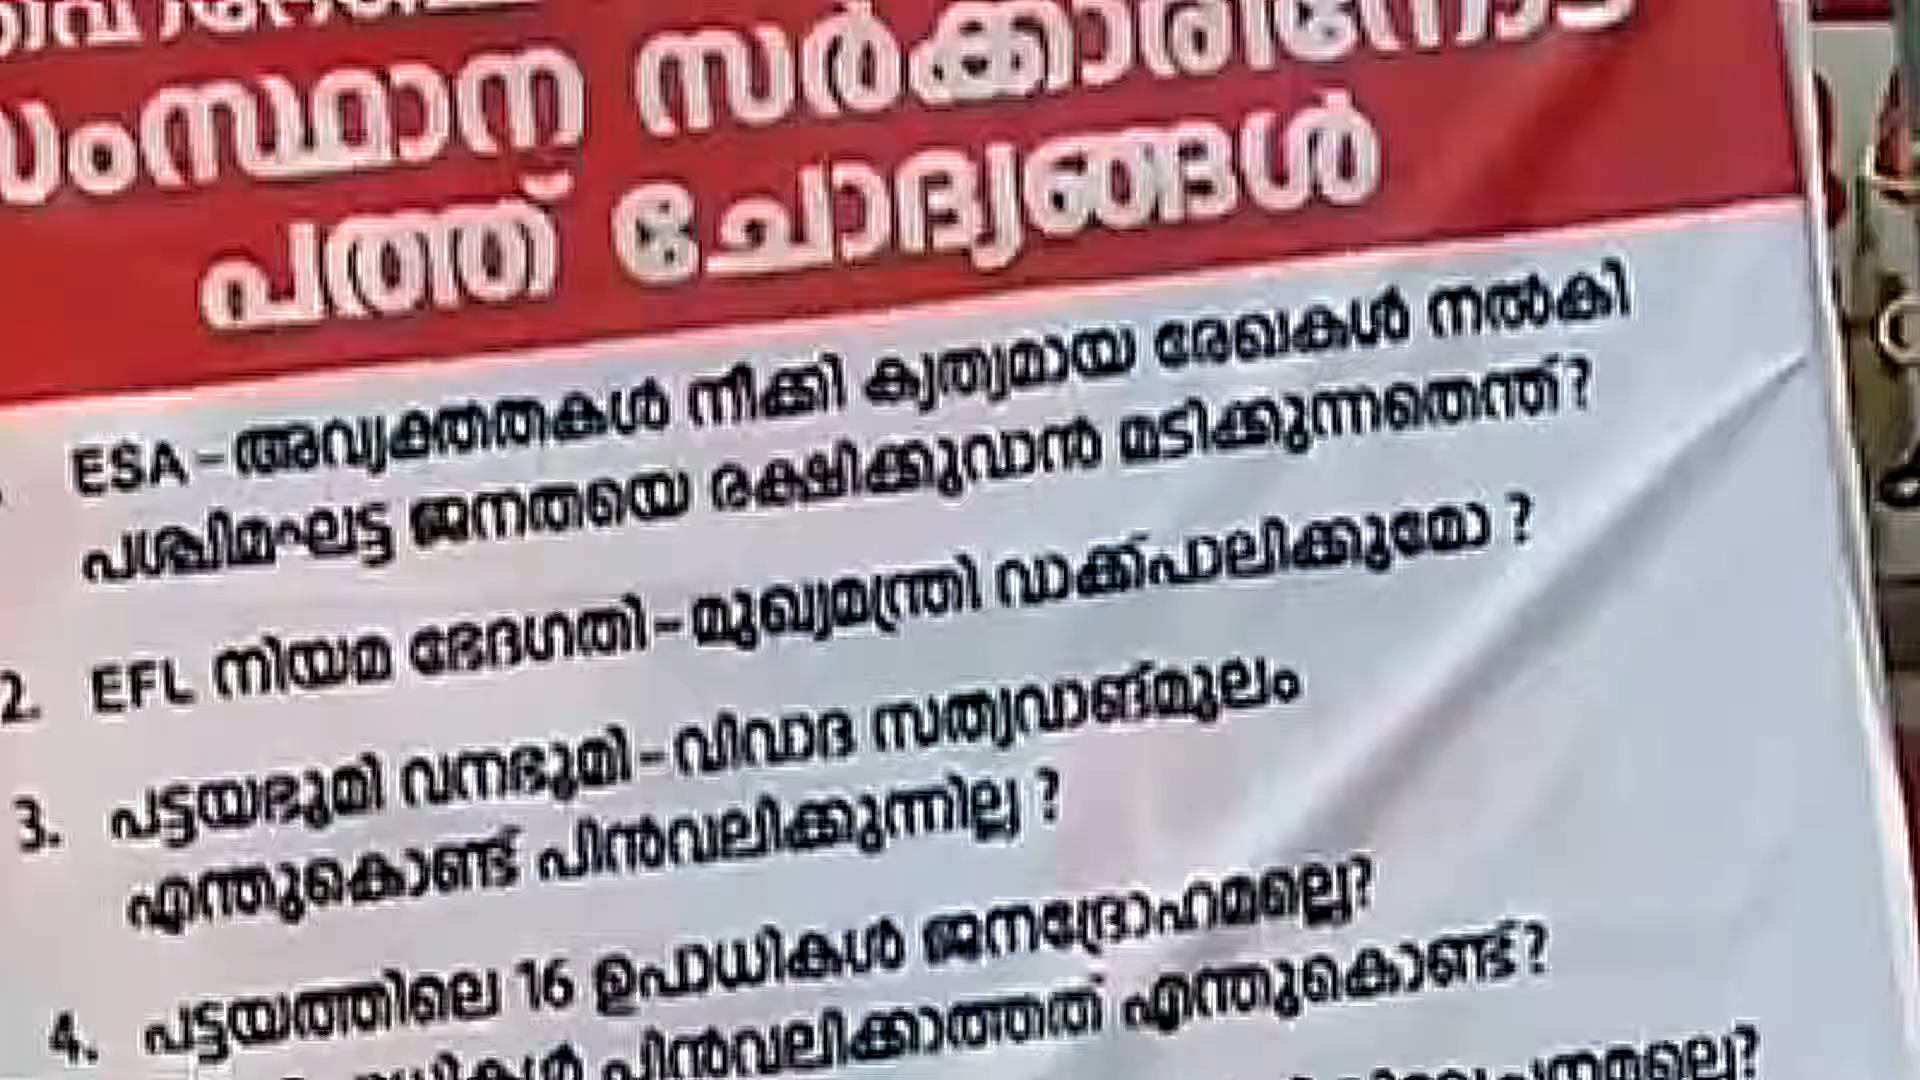 സംസ്ഥാന സർക്കാരിനോട്
പത്ത് ചോദ്യങ്ങൾ
ESA – അവ്യക്തതകൾ നീക്കി കൃത്യമായ രേഖകൾ നൽകി
പശ്ചിമഘട്ട ജനതയെ രക്ഷിക്കുവാൻ മടിക്കുന്നതെന്ത്?
2. EFL നിയമ ഭേദഗതി – മുഖ്യമന്ത്രി വാക്ക്പാലിക്കുമോ ?
3. പട്ടയഭൂമി വനഭൂമി – വിവാദ സത്യവാങ്മൂലം
എന്തുകൊണ്ട് പിൻവലിക്കുന്നില്ല ?
4. പട്ടയത്തിലെ 16 ഉപാധികൾ ജനദ്രോഹമല്ലെ?
പിൻവലിക്കാത്തത് എന്തുകൊണ്ട്?